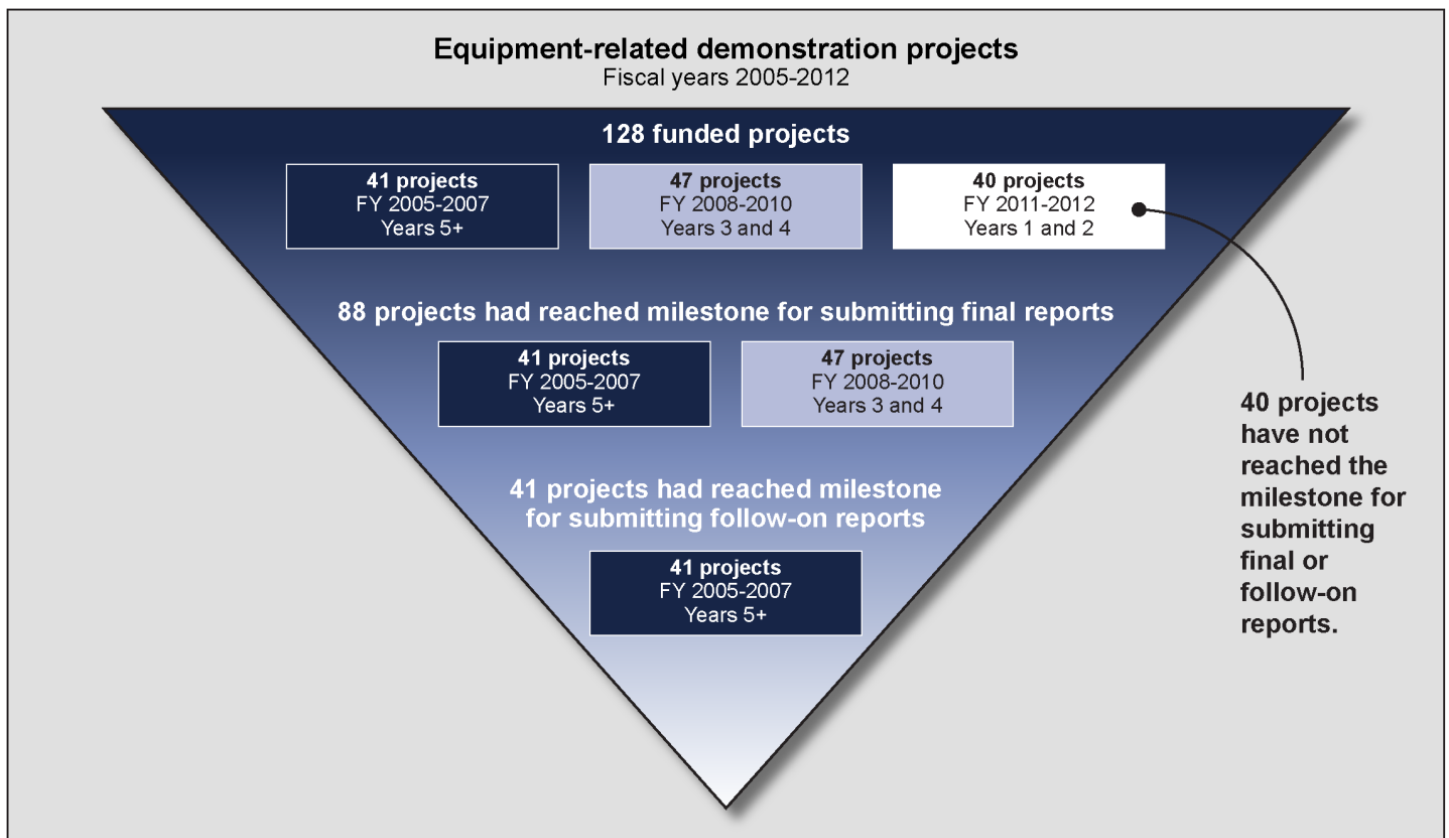 Equipment-related demonstration projects
Fiscal years 2005-2012
128 funded projects
41 projects
FY 2005-2007
Years 5+
47 projects
FY 2008-2010
Years 3 and 4
40 projects
FY 2011-2012
Years 1 and 2
88 projects had reached milestone for submitting final reports
41 projects
FY 2005-2007
Years 5+
47 projects
FY 2008-2010
Years 3 and 4
40 projects
have not
reached the
milestone for
submitting
final or
follow-on
reports.
41 projects had reached milestone
for submitting follow-on reports
41 projects
FY 2005-2007
Years 5+